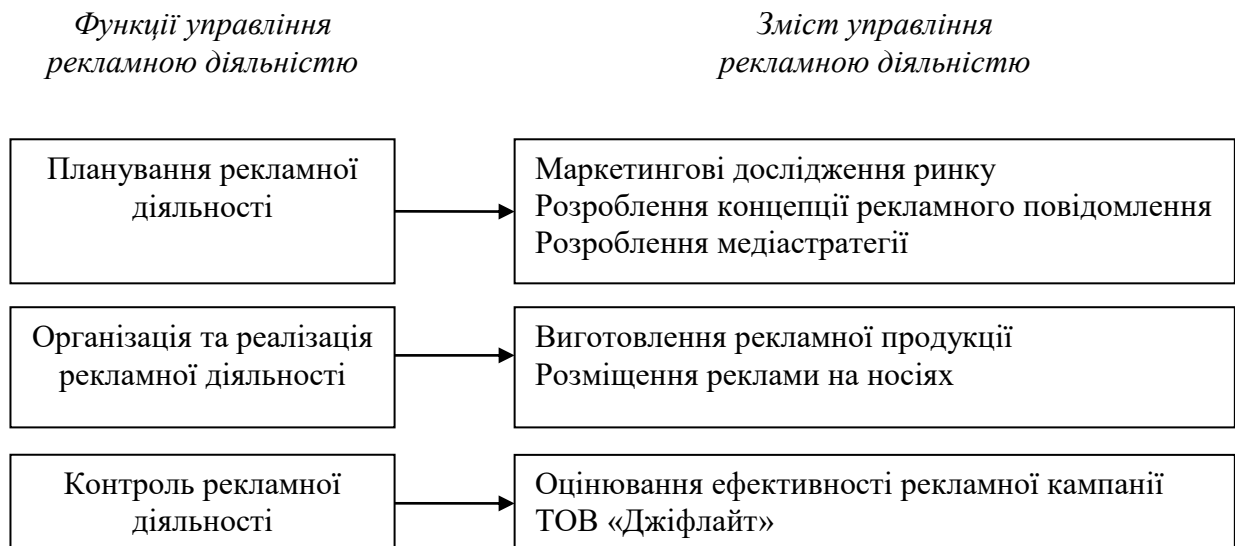 Функції управління
рекламною діяльністю
Зміст управління
рекламною діяльністю
Планування рекламної
діяльності
Маркетингові дослідження ринку
Розроблення концепції рекламного повідомлення
Розроблення медіастратегії
Організація та реалізація
рекламної діяльності
Виготовлення рекламної продукції
Розміщення реклами на носіях
Контроль рекламної
діяльності
Оцінювання ефективності рекламної кампанії
ТОВ «Джіфлайт»